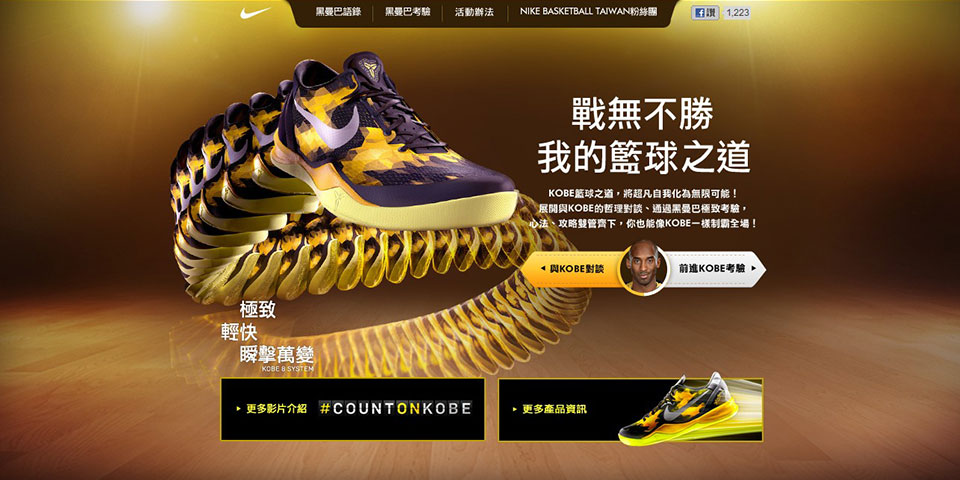 黑曼巴語錄
黑曼巴考驗
活動辦法
NIKE BASKETBALL TAIWAN粉絲團
讚
1,223
戰無不勝
我的籃球之道
KOBE籃球之道，將超凡自我化為無限可能！
展開與KOBE的哲理對談、通過黑曼巴極致考驗，
心法、攻略雙管齊下，你也能像KOBE一樣制霸全場！
與KOBE對談
前進KOBE考驗
極致
輕快
瞬擊萬變
KOBE 8 SYSTEM
更多影片介紹
#COUNTONKOBE
更多產品資訊